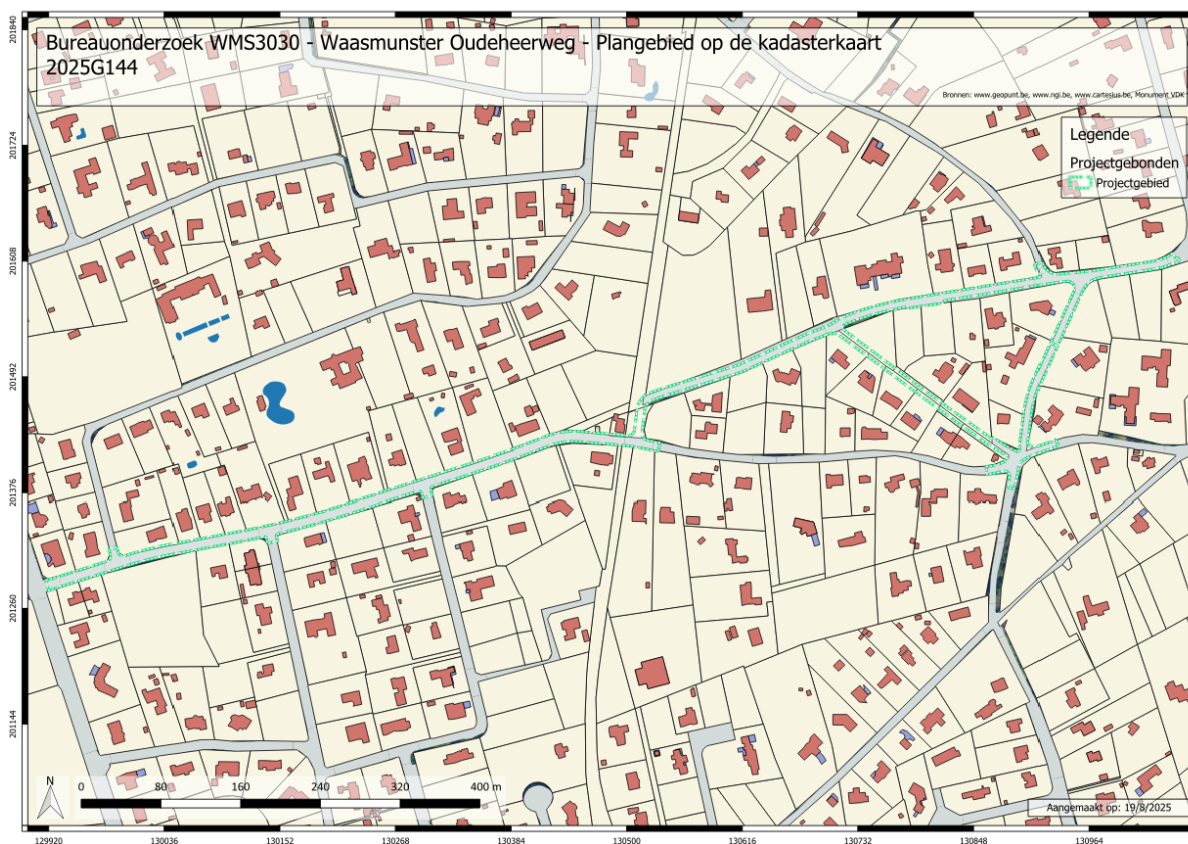 Bureauonderzoek WMS3030 - Waasmunster Oudeheerweg - Plangebied op de kadasterkaart
2025G144
Bronnen: www.geopunt.be, www.ngi.be, www.cartesius.be, Monument VDK
Legende
Projectgebonden
Projectgebied
201840
201724
201608
201492
201376
201260
201144
N
0 80 160 240 320 400 m
Aangemaakt op: 19/8/2025
129920 130036 130152 130268 130384 130500 130616 130732 130848 130964